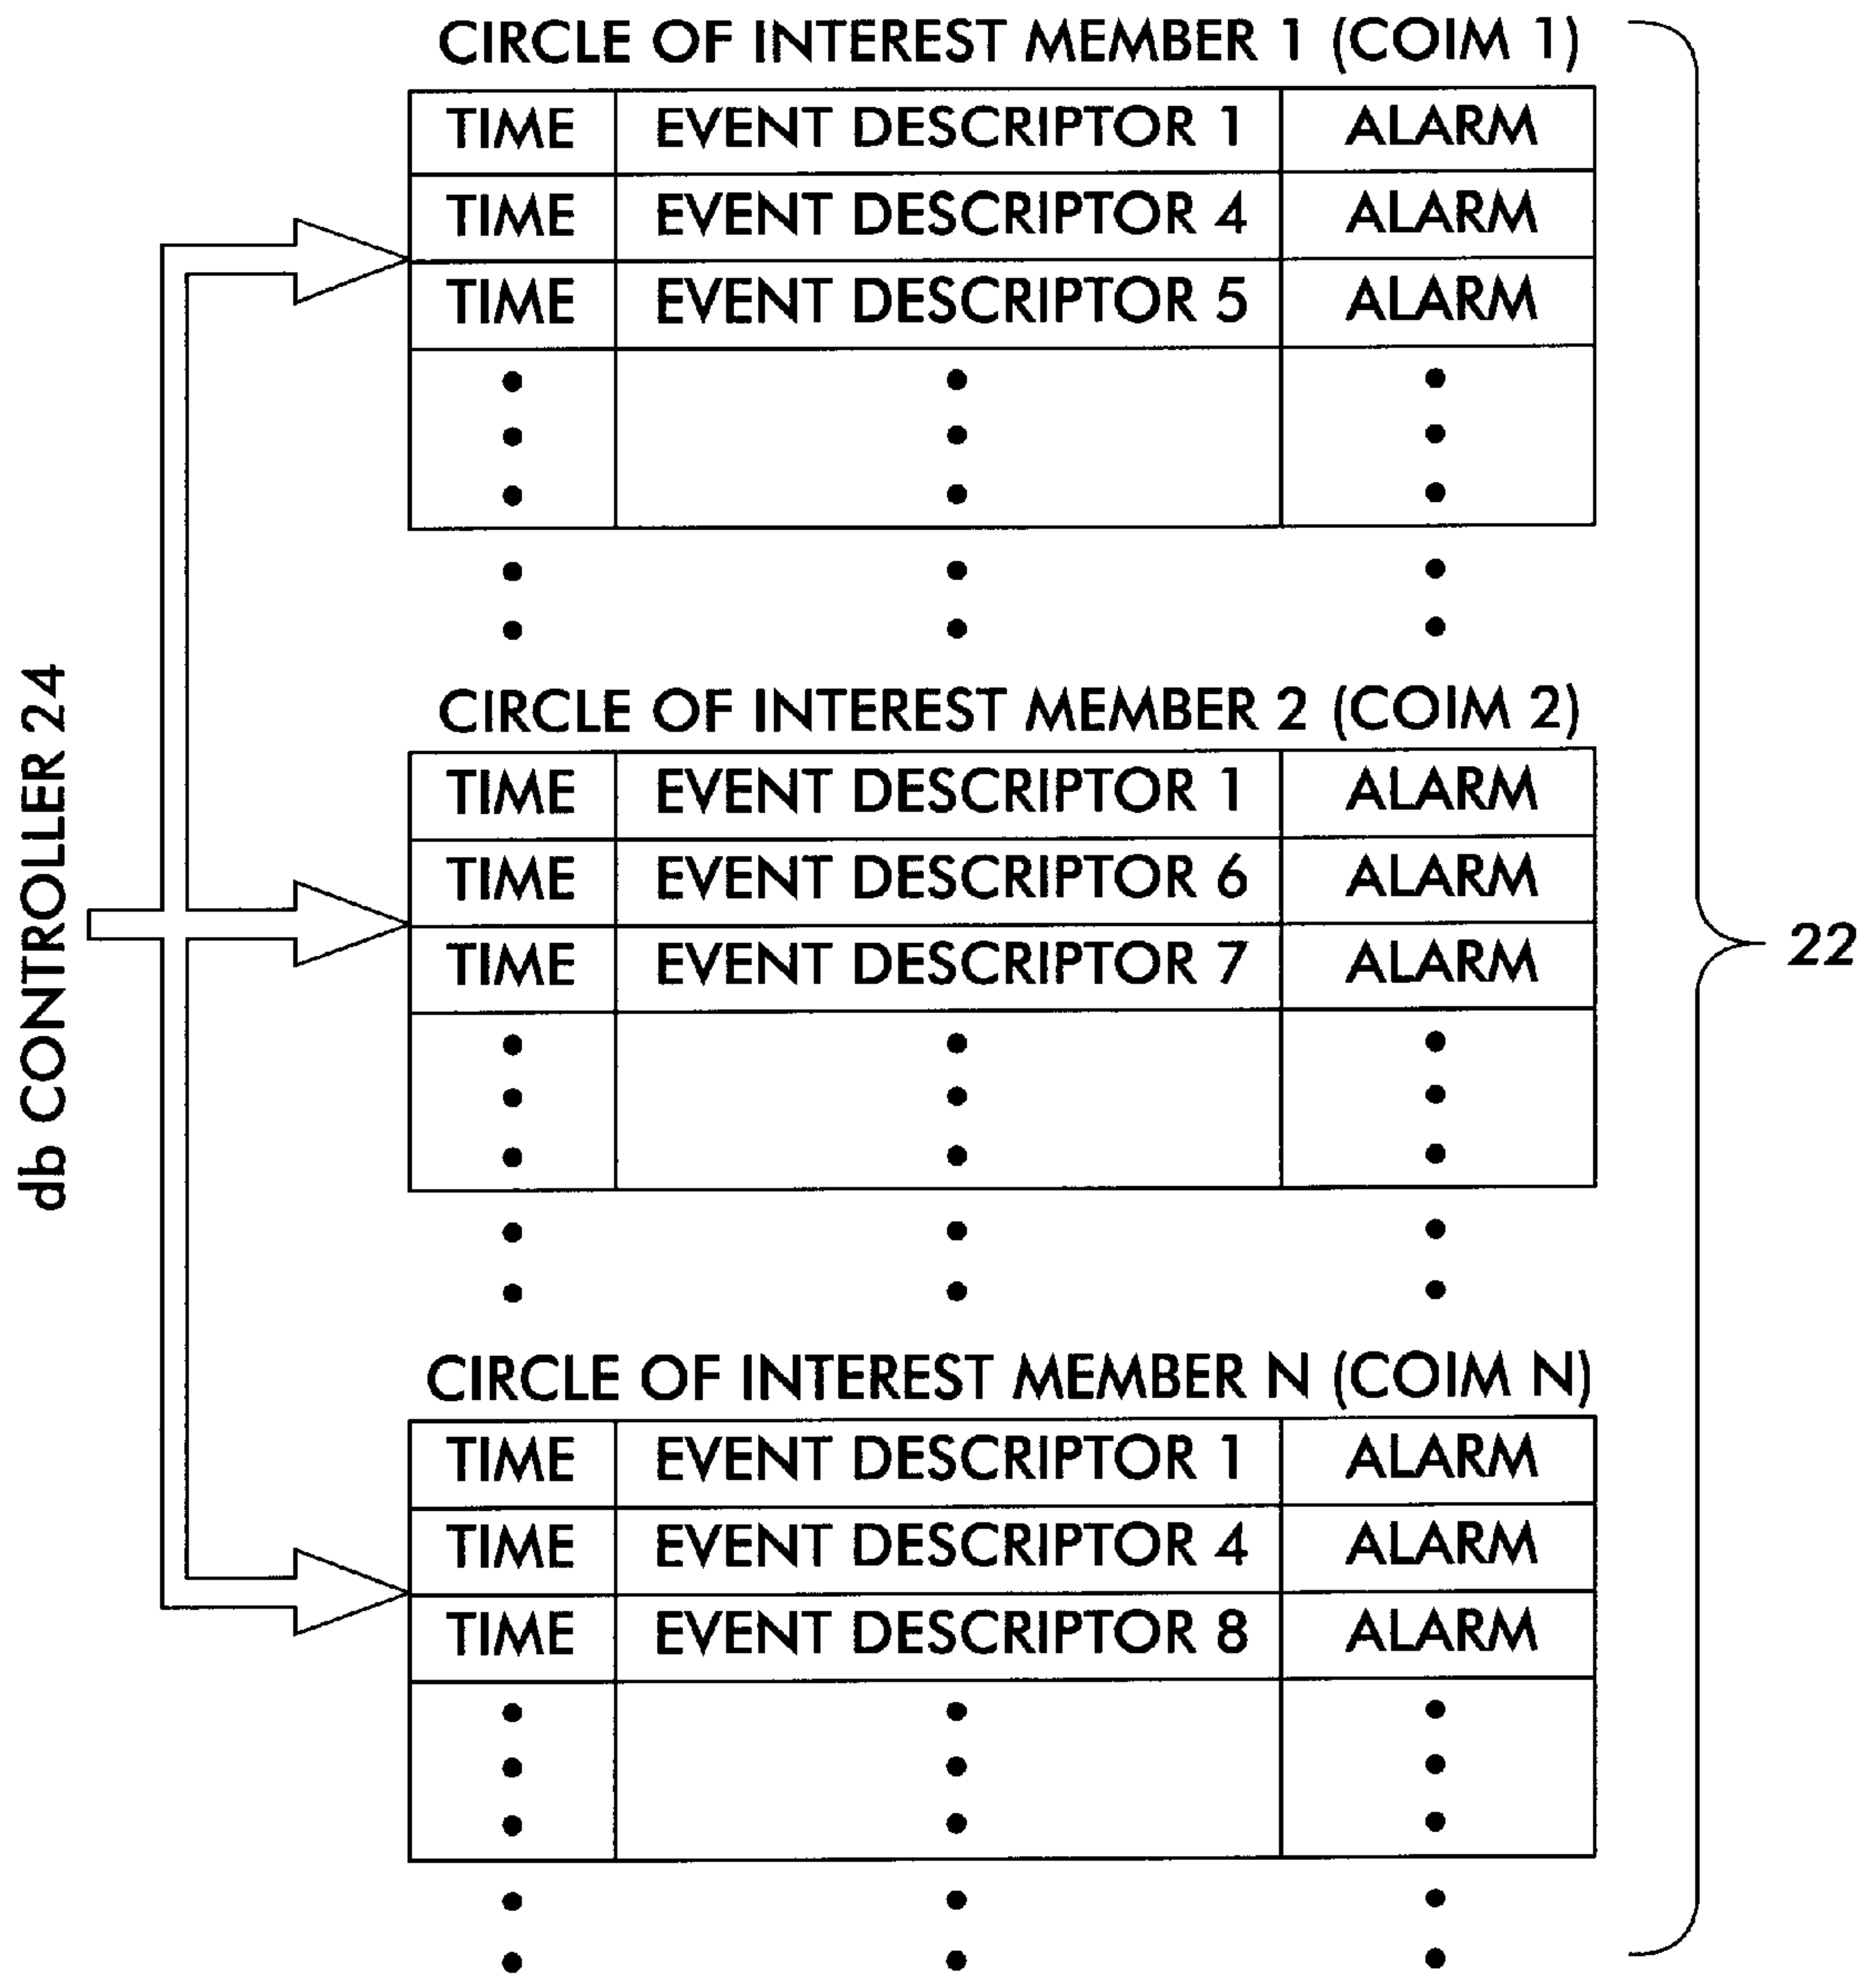 CIRCLE OF INTEREST MEMBER 1 (COIM 1)
TIME EVENT DESCRIPTOR 1 ALARM
TIME EVENT DESCRIPTOR 4 ALARM
TIME EVENT DESCRIPTOR 5 ALARM
db CONTROLLER 24
CIRCLE OF INTEREST MEMBER 2 (COIM 2)
TIME EVENT DESCRIPTOR 1 ALARM
TIME EVENT DESCRIPTOR 6 ALARM
TIME EVENT DESCRIPTOR 7 ALARM
22
CIRCLE OF INTEREST MEMBER N (COIM N)
TIME EVENT DESCRIPTOR 1 ALARM
TIME EVENT DESCRIPTOR 4 ALARM
TIME EVENT DESCRIPTOR 8 ALARM